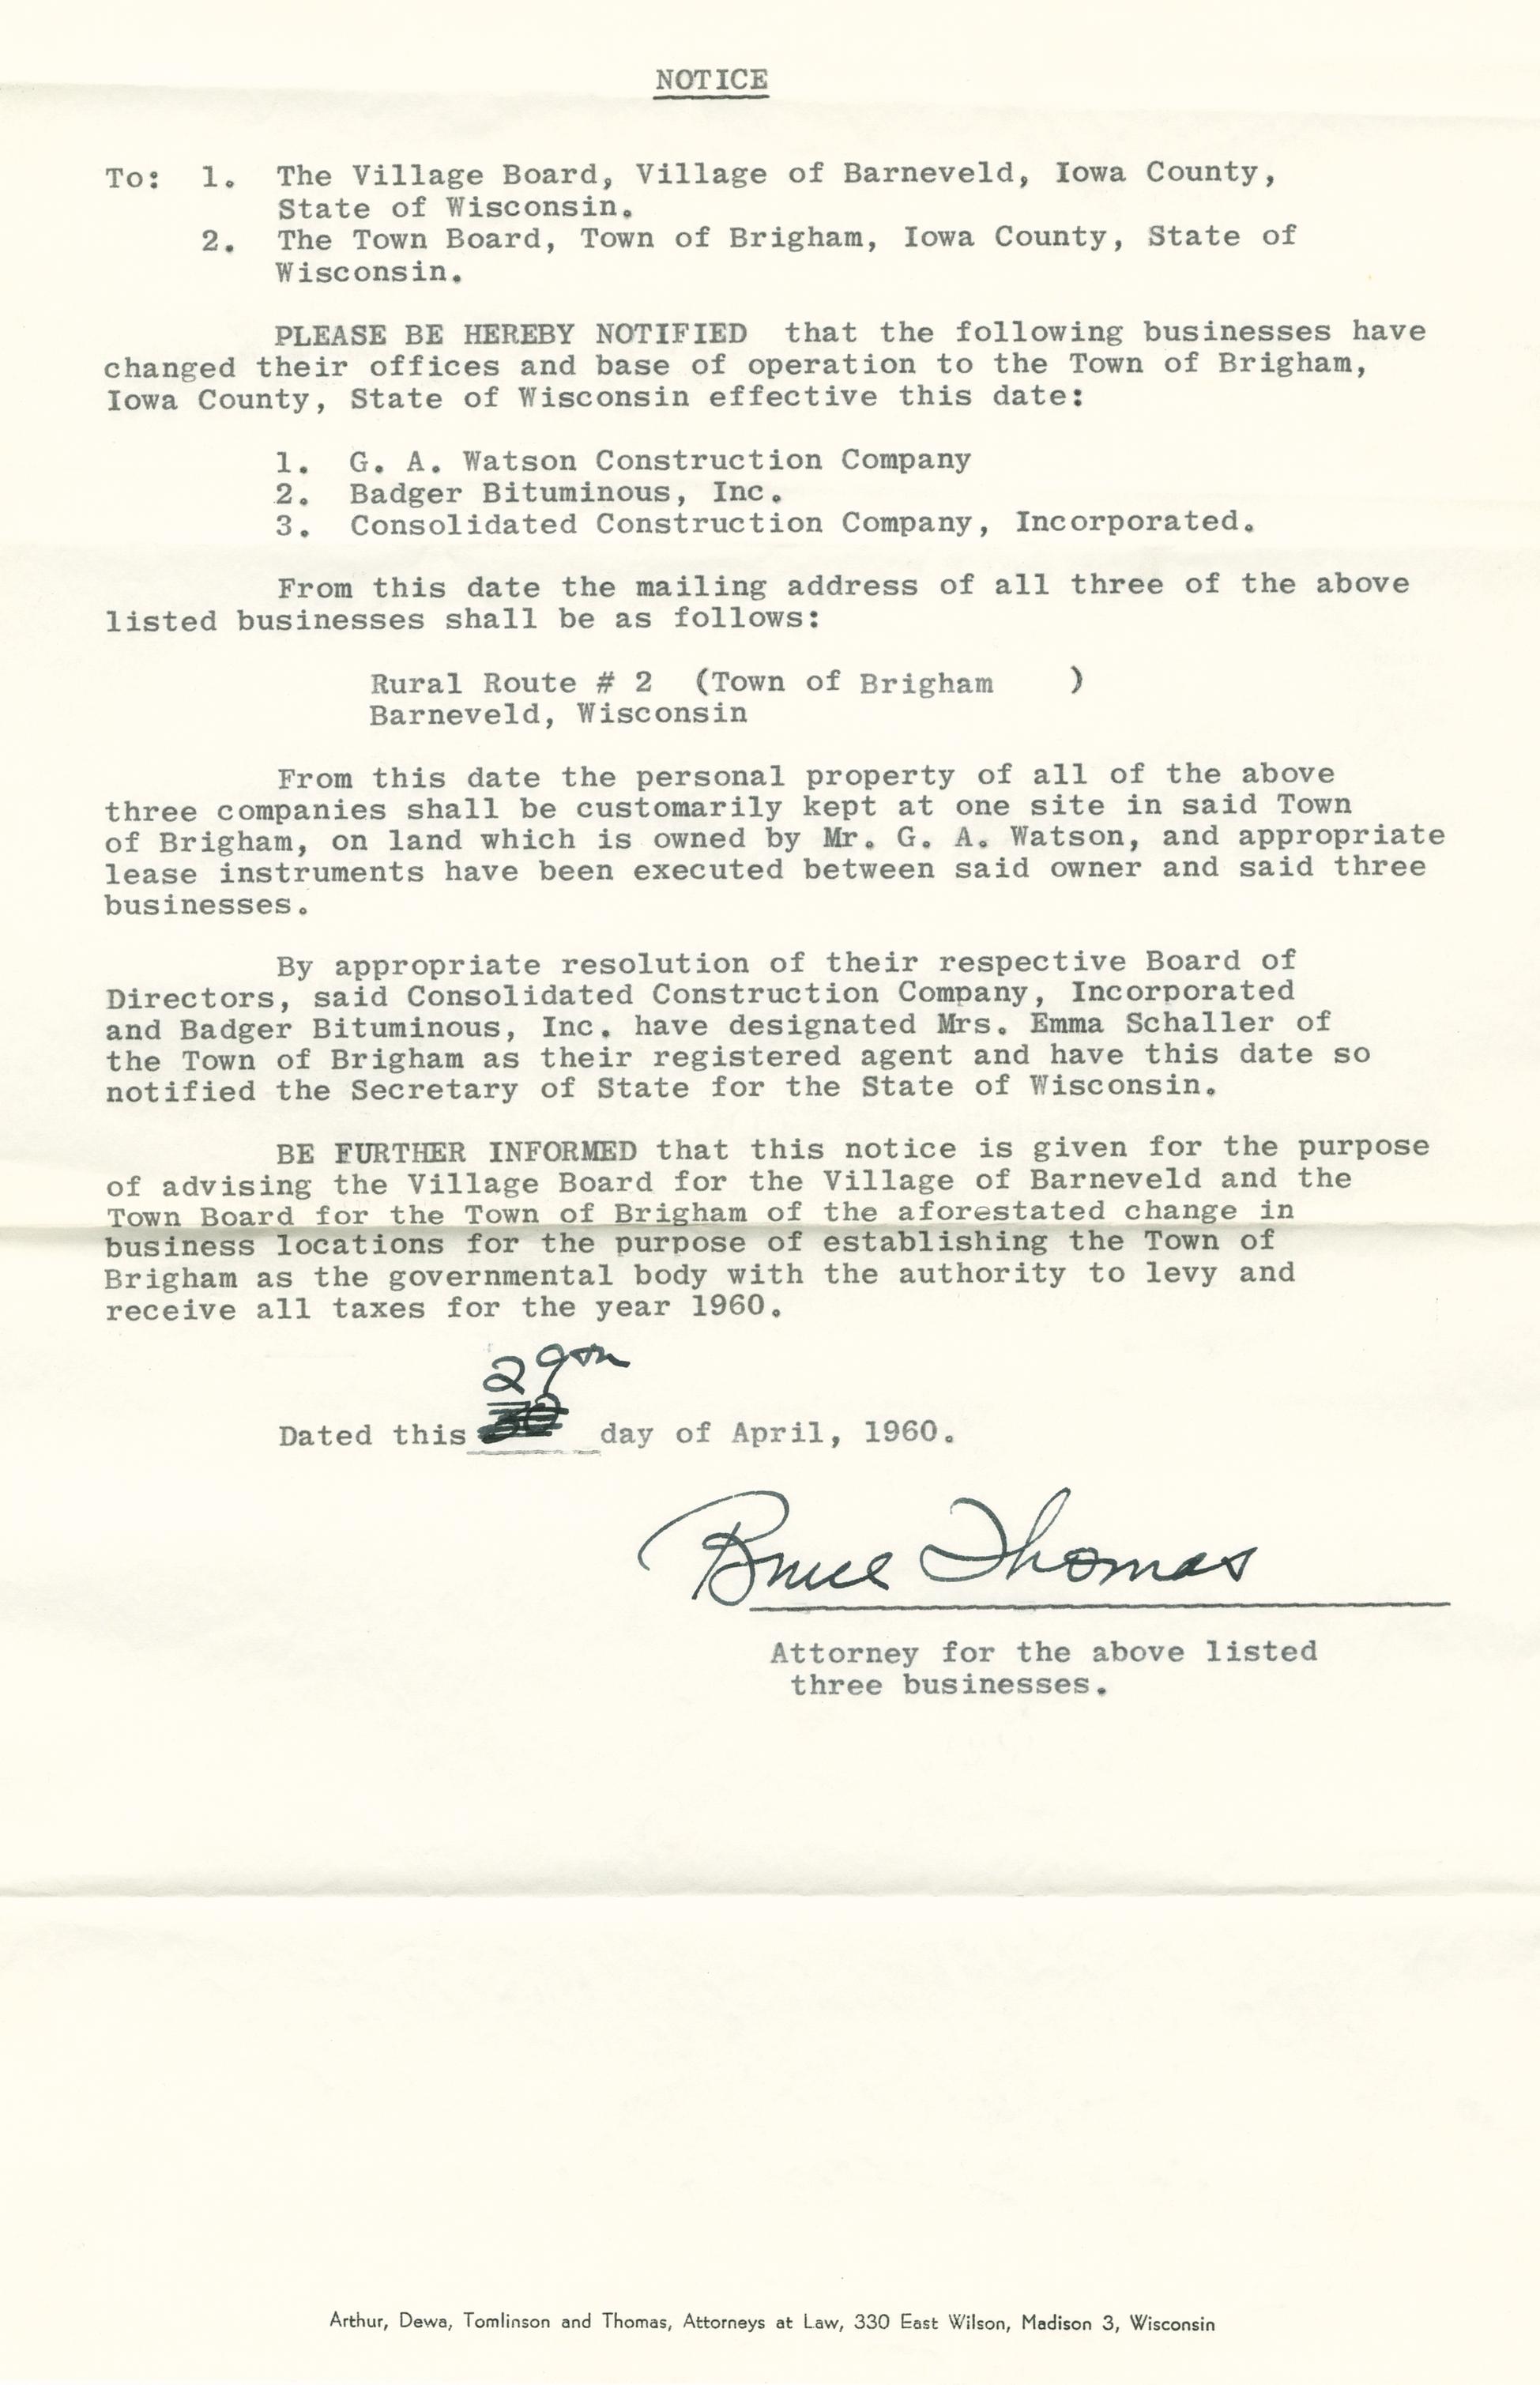 NOTICE
To: 1. The Village Board, Village of Barneveld, Iowa County,
State of Wisconsin.
2. The Town Board, Town of Brigham, Iowa County, State of
Wisconsin.
PLEASE BE HEREBY NOTIFIED that the following businesses have
changed their offices and base of operation to the Town of Brigham,
Iowa County, State of Wisconsin effective this date:
1. G. A. Watson Construction Company
2. Badger Bituminous, Inc.
3. Consolidated Construction Company, Incorporated.
From this date the mailing address of all three of the above
listed businesses shall be as follows:
Rural Route # 2 (Town of Brigham )
Barneveld, Wisconsin
From this date the personal property of all of the above
three companies shall be customarily kept at one site in said Town
of Brigham, on land which is owned by Mr. G. A. Watson, and appropriate
lease instruments have been executed between said owner and said three
businesses.
By appropriate resolution of their respective Board of
Directors, said Consolidated Construction Company, Incorporated
and Badger Bituminous, Inc. have designated Mrs. Emma Schaller of
the Town of Brigham as their registered agent and have this date so
notified the Secretary of State for the State of Wisconsin.
BE FURTHER INFORMED that this notice is given for the purpose
of advising the Village Board for the Village of Barneveld and the
Town Board for the Town of Brigham of the aforestated change in
business locations for the purpose of establishing the Town of
Brigham as the governmental body with the authority to levy and
receive all taxes for the year 1960.
29th
Dated this day of April, 1960.
Bruce Thomas
Attorney for the above listed
three businesses.
Arthur, Dewa, Tomlinson and Thomas, Attorneys at Law, 330 East Wilson, Madison 3, Wisconsin